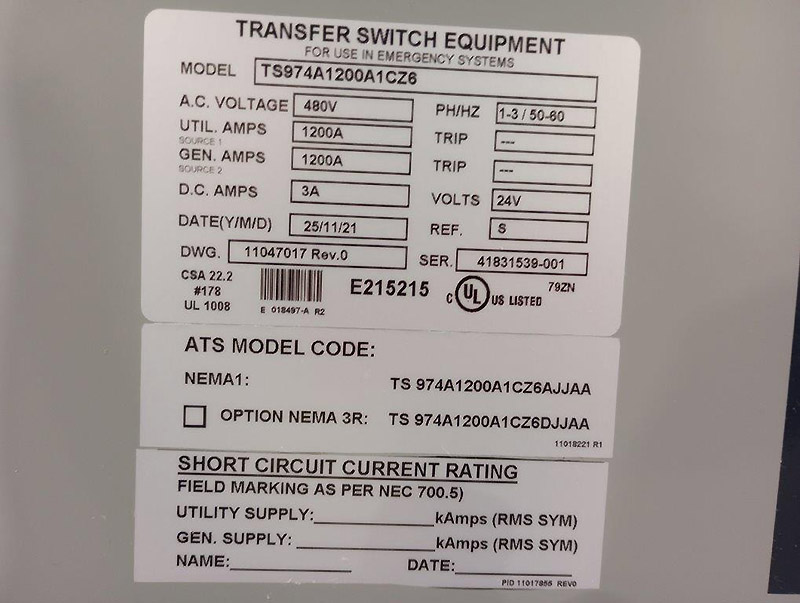 TRANSFER SWITCH EQUIPMENT
FOR USE IN EMERGENCY SYSTEMS
MODEL TS974A1200A1CZ6
A.C. VOLTAGE 480V PH/HZ 1-3 / 50-60
UTIL. AMPS 1200A TRIP ---
SOURCE 1
GEN. AMPS 1200A TRIP ---
SOURCE 2
D.C. AMPS 3A VOLTS 24V
DATE(Y/M/D) 25/11/21 REF. S
DWG. 11047017 Rev.0 SER. 41831539-001
CSA 22.2
#178
UL 1008
E 018497-A R2
E215215
C UL US LISTED
79ZN
ATS MODEL CODE:
NEMA1: TS 974A1200A1CZ6AJJAA
OPTION NEMA 3R: TS 974A1200A1CZ6DJJAA
11018221 R1
SHORT CIRCUIT CURRENT RATING
FIELD MARKING AS PER NEC 700.5)
UTILITY SUPPLY:__________kAmps (RMS SYM)
GEN. SUPPLY: __________kAmps (RMS SYM)
NAME:__________ DATE:__________
PID 11017855 REV0